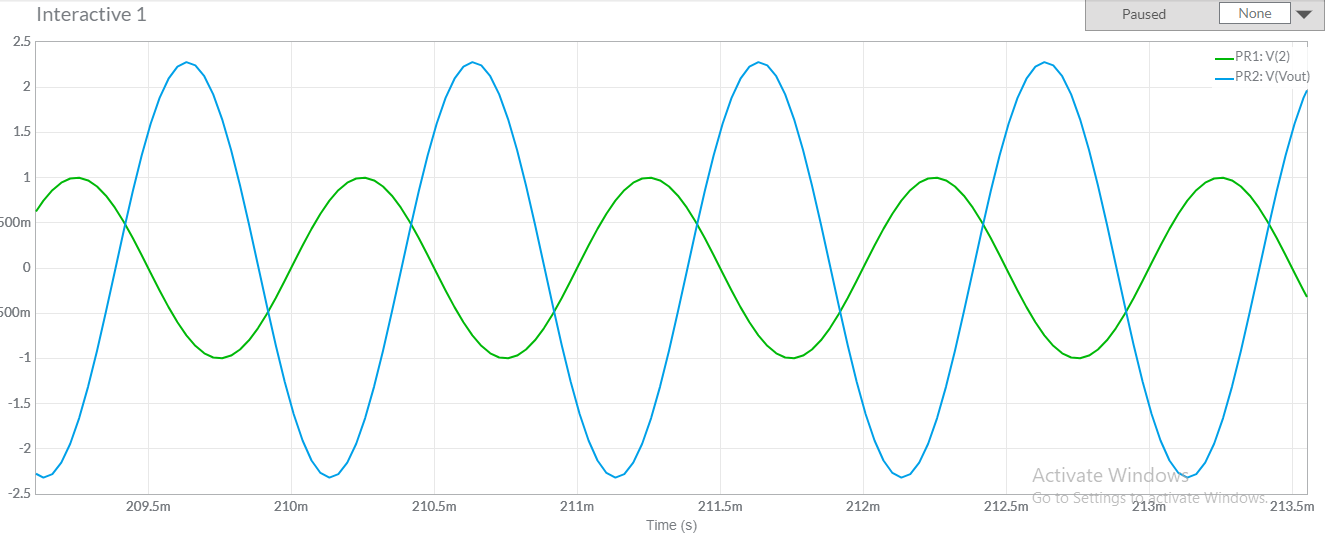 Interactive 1
Paused
None
PR1: V(2)
PR2: V(Vout)
2.5
2
1.5
1
500m
0
500m
-1
-1.5
-2
-2.5
209.5m 210m 210.5m 211m 211.5m 212m 212.5m 213m 213.5m
Time (s)
Activate Windows
Go to Settings to activate Windows.